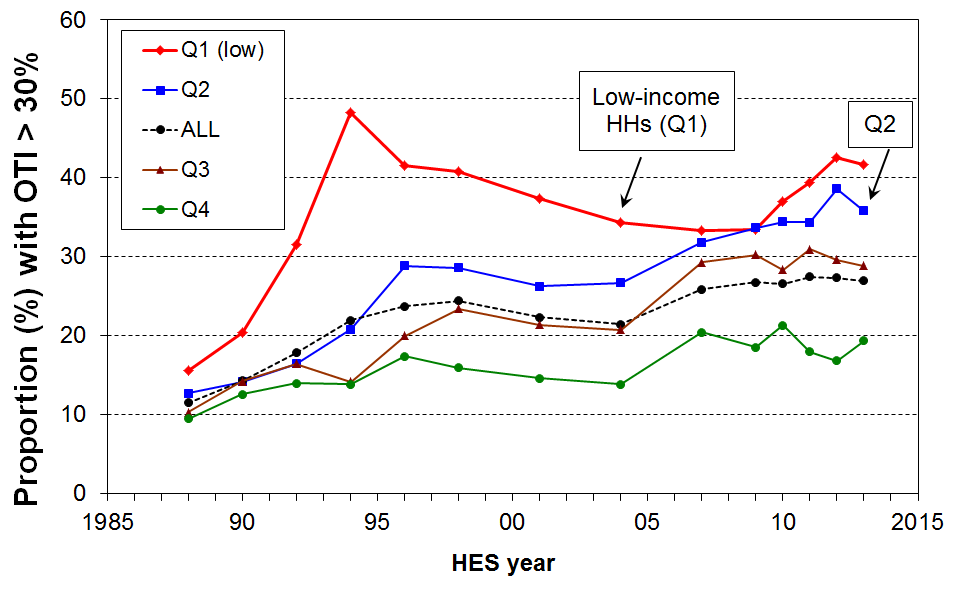 Proportion (%) with OTI > 30%
60
50
40
30
20
10
0
Q1 (low)
Q2
ALL
Q3
Q4
Low-income
HHs (Q1)
Q2
1985
90
95
00
05
10
2015
HES year